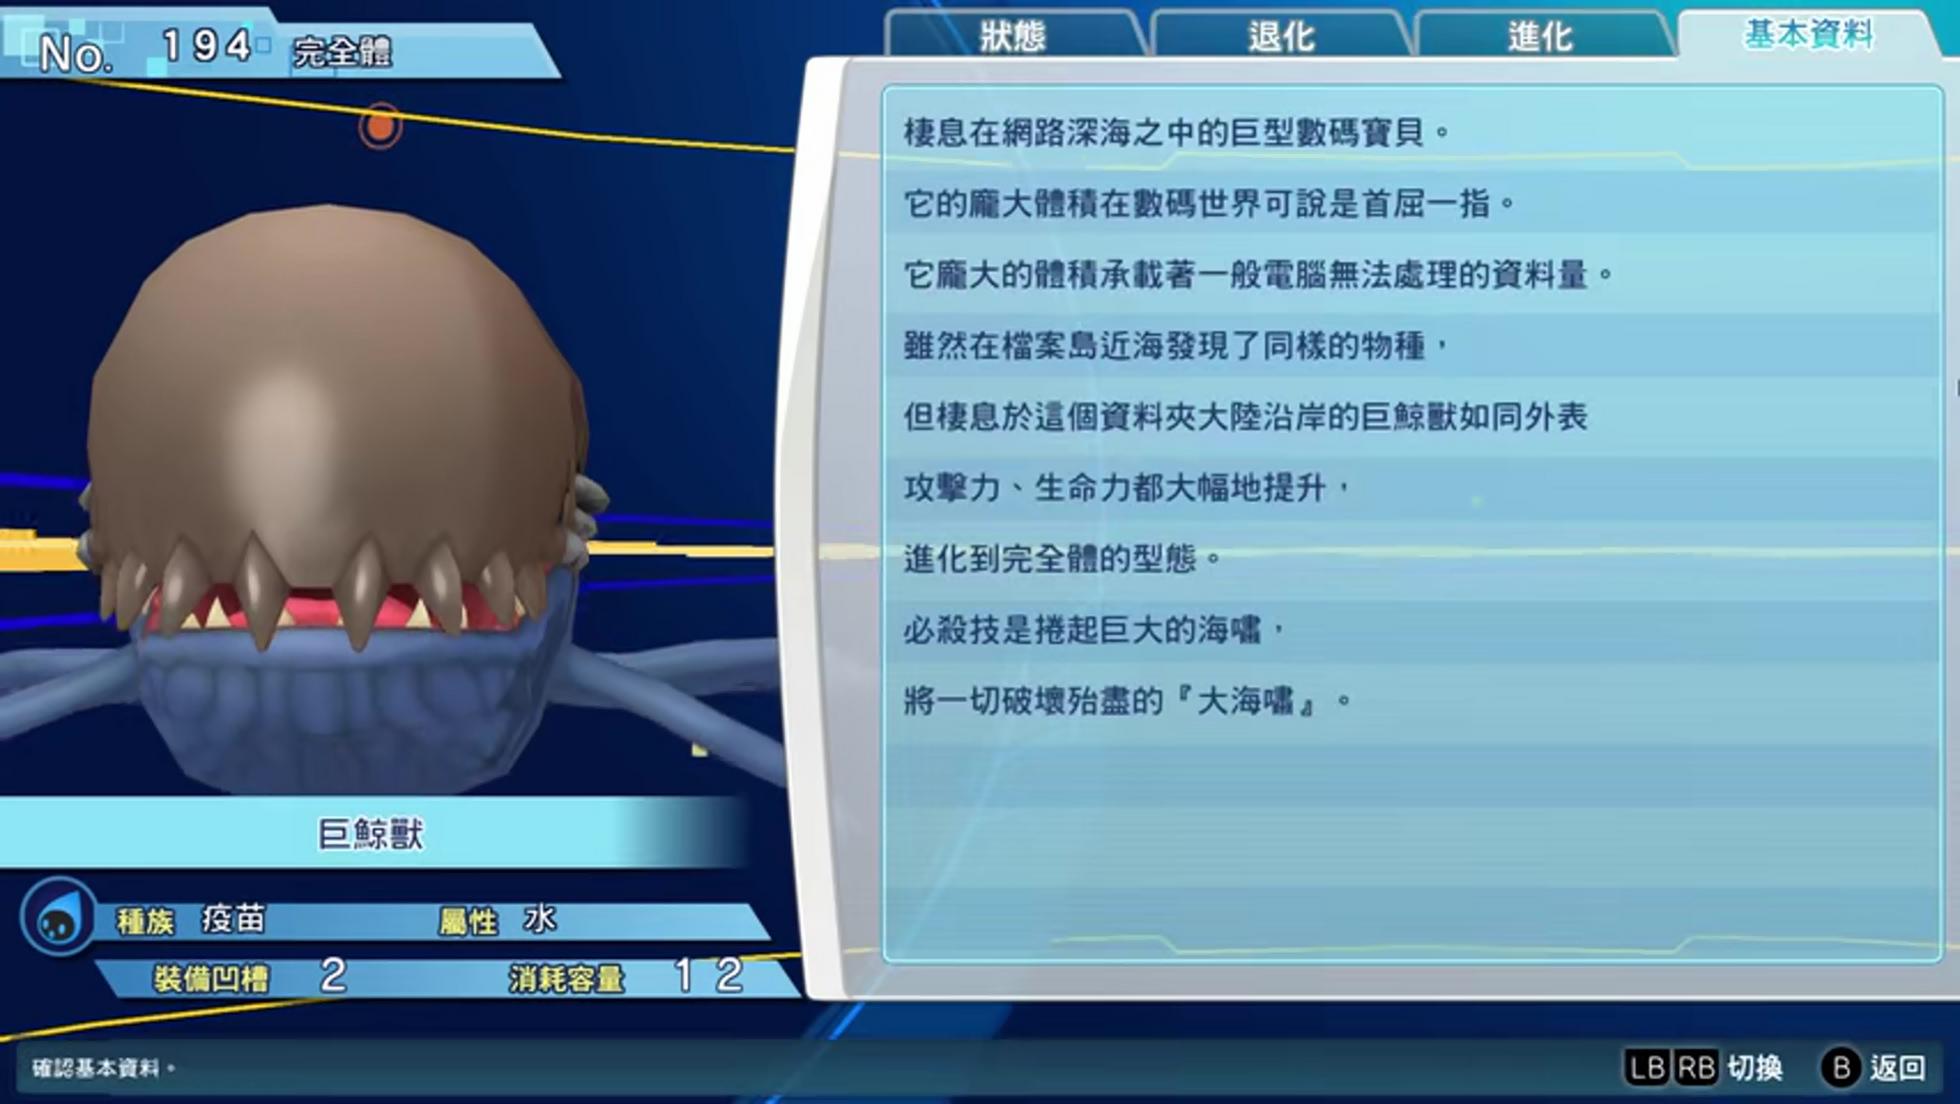 No. 194 完全體
狀態
退化
進化
基本資料
棲息在網路深海之中的巨型數碼寶貝。
它的龐大體積在數碼世界可說是首屈一指。
它龐大的體積承載著一般電腦無法處理的資料量。
雖然在檔案島近海發現了同樣的物種，
但棲息於這個資料夾大陸沿岸的巨鯨獸如同外表
攻擊力、生命力都大幅地提升，
進化到完全體的型態。
必殺技是捲起巨大的海嘯，
將一切破壞殆盡的『大海嘯』。
巨鯨獸
種族 疫苗 屬性 水
裝備凹槽 2 消耗容量 12
確認基本資料。
LB RB 切換 B 返回